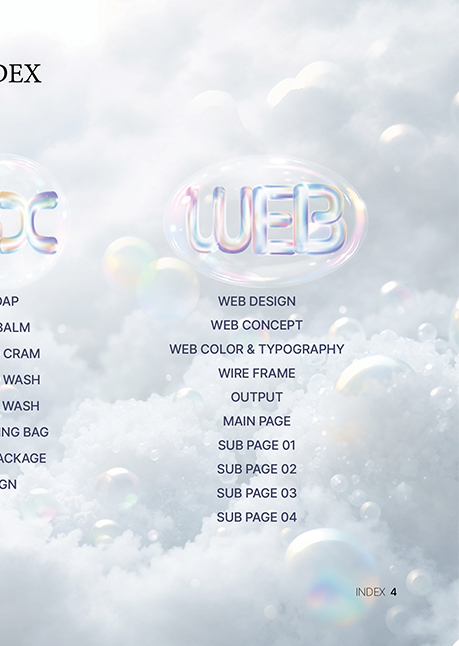 DEX
WEB
OAP
BALM
CRAM
WASH
WASH
ING BAG
ACKAGE
GN
WEB DESIGN
WEB CONCEPT
WEB COLOR & TYPOGRAPHY
WIRE FRAME
OUTPUT
MAIN PAGE
SUB PAGE 01
SUB PAGE 02
SUB PAGE 03
SUB PAGE 04
INDEX 4